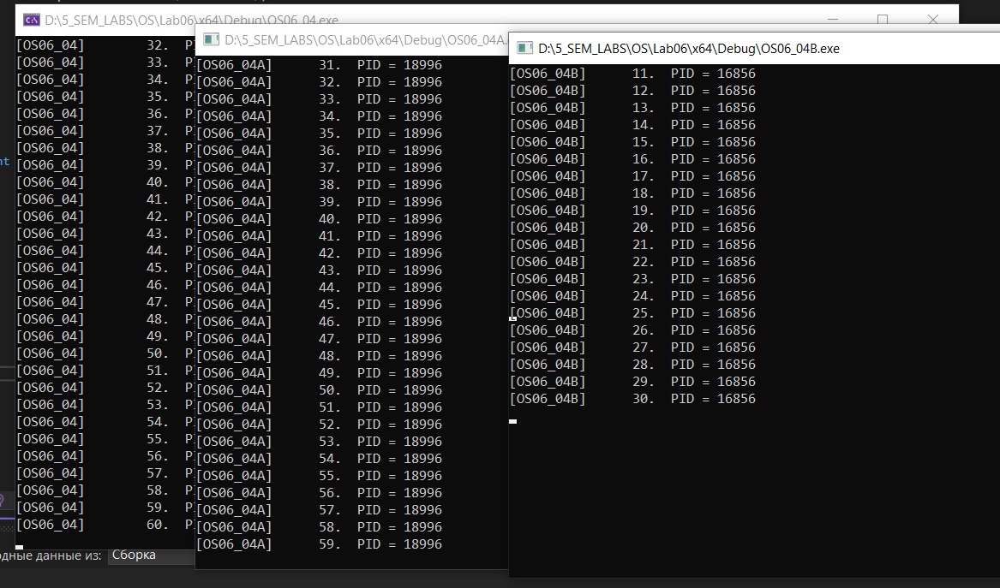 D:\5_SEM_LABS\OS\Lab06\x64\Debug\OS06_04.exe
[OS06_04] 32.
[OS06_04] 33.
[OS06_04] 34.
[OS06_04] 35.
[OS06_04] 36.
[OS06_04] 37.
[OS06_04] 38.
[OS06_04] 39.
[OS06_04] 40.
[OS06_04] 41.
[OS06_04] 42.
[OS06_04] 43.
[OS06_04] 44.
[OS06_04] 45.
[OS06_04] 46.
[OS06_04] 47.
[OS06_04] 48.
[OS06_04] 49.
[OS06_04] 50.
[OS06_04] 51.
[OS06_04] 52.
[OS06_04] 53.
[OS06_04] 54.
[OS06_04] 55.
[OS06_04] 56.
[OS06_04] 57.
[OS06_04] 58.
[OS06_04] 59.
[OS06_04] 60.
D:\5_SEM_LABS\OS\Lab06\x64\Debug\OS06_04A.
[OS06_04A] 31. PID = 18996
[OS06_04A] 32. PID = 18996
[OS06_04A] 33. PID = 18996
[OS06_04A] 34. PID = 18996
[OS06_04A] 35. PID = 18996
[OS06_04A] 36. PID = 18996
[OS06_04A] 37. PID = 18996
[OS06_04A] 38. PID = 18996
[OS06_04A] 39. PID = 18996
[OS06_04A] 40. PID = 18996
[OS06_04A] 41. PID = 18996
[OS06_04A] 42. PID = 18996
[OS06_04A] 43. PID = 18996
[OS06_04A] 44. PID = 18996
[OS06_04A] 45. PID = 18996
[OS06_04A] 46. PID = 18996
[OS06_04A] 47. PID = 18996
[OS06_04A] 48. PID = 18996
[OS06_04A] 49. PID = 18996
[OS06_04A] 50. PID = 18996
[OS06_04A] 51. PID = 18996
[OS06_04A] 52. PID = 18996
[OS06_04A] 53. PID = 18996
[OS06_04A] 54. PID = 18996
[OS06_04A] 55. PID = 18996
[OS06_04A] 56. PID = 18996
[OS06_04A] 57. PID = 18996
[OS06_04A] 58. PID = 18996
[OS06_04A] 59. PID = 18996
D:\5_SEM_LABS\OS\Lab06\x64\Debug\OS06_04B.exe
[OS06_04B] 11. PID = 16856
[OS06_04B] 12. PID = 16856
[OS06_04B] 13. PID = 16856
[OS06_04B] 14. PID = 16856
[OS06_04B] 15. PID = 16856
[OS06_04B] 16. PID = 16856
[OS06_04B] 17. PID = 16856
[OS06_04B] 18. PID = 16856
[OS06_04B] 19. PID = 16856
[OS06_04B] 20. PID = 16856
[OS06_04B] 21. PID = 16856
[OS06_04B] 22. PID = 16856
[OS06_04B] 23. PID = 16856
[OS06_04B] 24. PID = 16856
[OS06_04B] 25. PID = 16856
[OS06_04B] 26. PID = 16856
[OS06_04B] 27. PID = 16856
[OS06_04B] 28. PID = 16856
[OS06_04B] 29. PID = 16856
[OS06_04B] 30. PID = 16856
данные из: Сборка